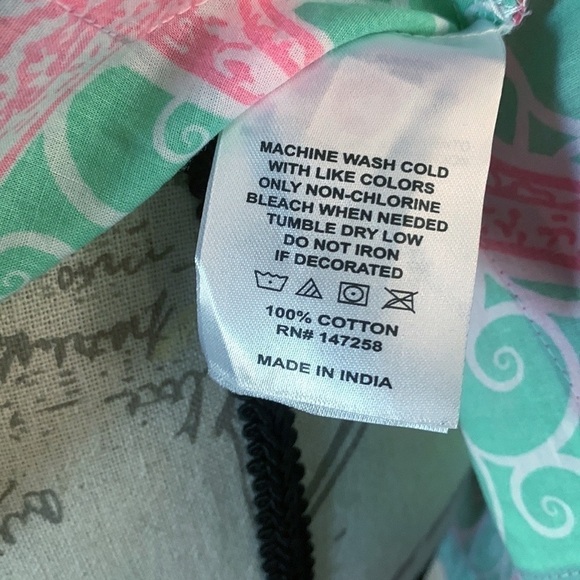 MACHINE WASH COLD
WITH LIKE COLORS
ONLY NON-CHLORINE
BLEACH WHEN NEEDED
TUMBLE DRY LOW
DO NOT IRON
IF DECORATED
100% COTTON
RN# 147258
MADE IN INDIA